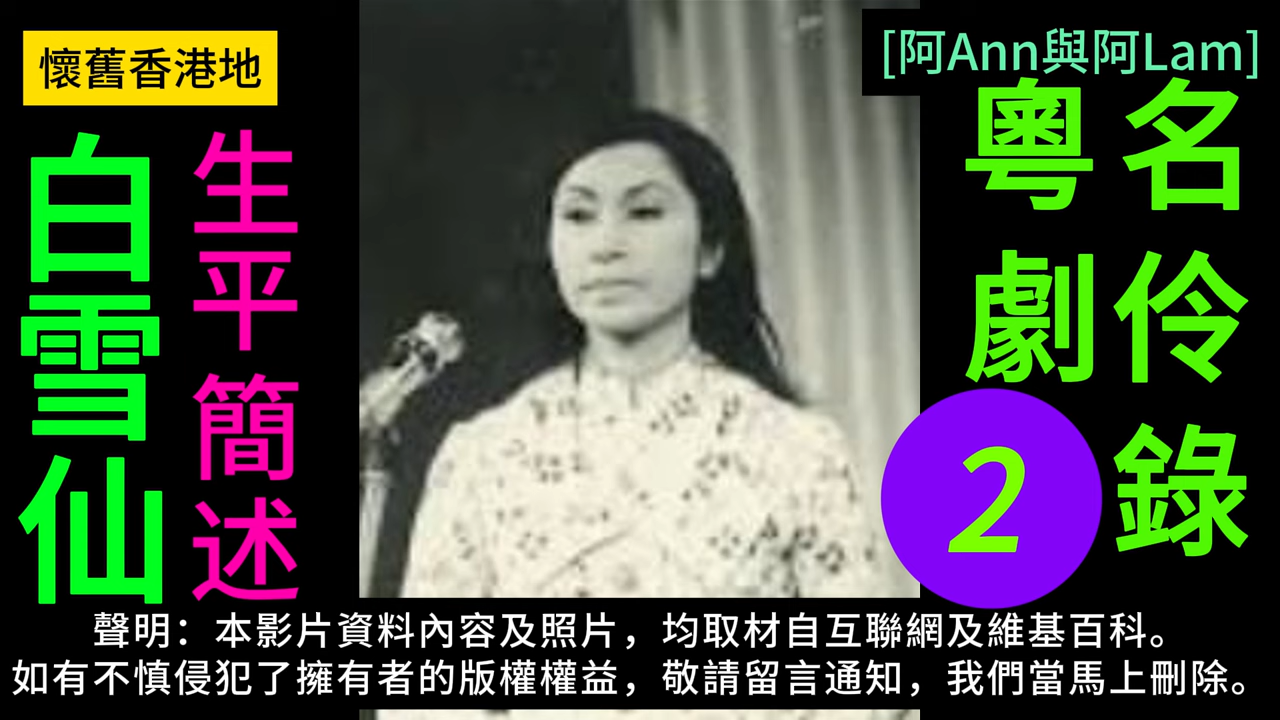 懷舊香港地
[阿Ann與阿Lam]
白雪仙
生平簡述
名伶錄
粵劇
2
聲明：本影片資料內容及照片，均取材自互聯網及維基百科。
如有不慎侵犯了擁有者的版權權益，敬請留言通知，我們當馬上刪除。